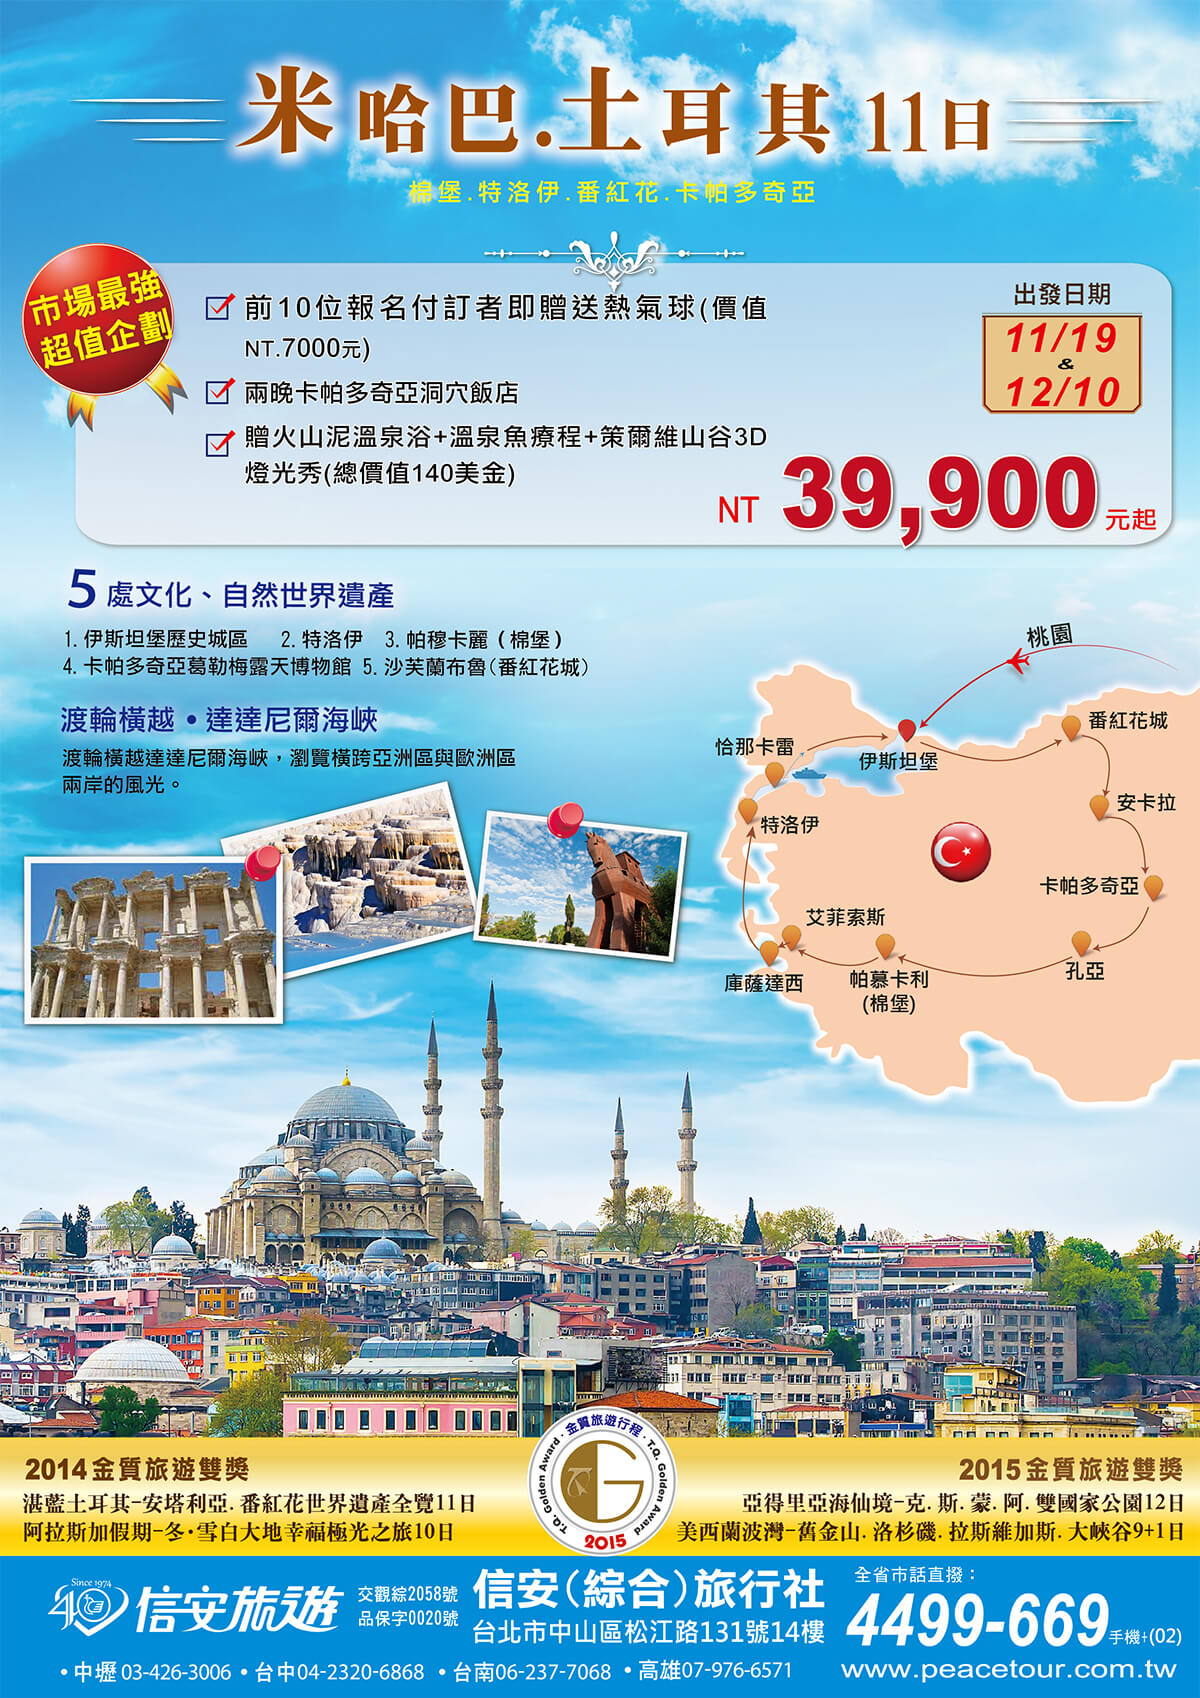 米哈巴.土耳其11日
棉堡.特洛伊.番紅花.卡帕多奇亞
市場最強
超值企劃
前10位報名付訂者即贈送熱氣球(價值
NT.7000元)
兩晚卡帕多奇亞洞穴飯店
贈火山泥溫泉浴+溫泉魚療程+策爾維山谷3D
燈光秀(總價值140美金)
出發日期
11/19
&
12/10
NT 39,900元起
5處文化、自然世界遺產
1.伊斯坦堡歷史城區 2.特洛伊 3.帕穆卡麗（棉堡）
4.卡帕多奇亞葛勒梅露天博物館 5.沙芙蘭布魯(番紅花城)
渡輪橫越•達達尼爾海峽
渡輪橫越達達尼爾海峽，瀏覽橫跨亞洲區與歐洲區
兩岸的風光。
桃園
番紅花城
恰那卡雷
伊斯坦堡
安卡拉
特洛伊
卡帕多奇亞
艾菲索斯
孔亞
庫薩達西
帕慕卡利
(棉堡)
2014金質旅遊雙獎
湛藍土耳其-安塔利亞.番紅花世界遺產全覽11日
阿拉斯加假期-冬·雪白大地幸福極光之旅10日
金質旅遊行程·T.Q. Golden Award·T.Q. Golden Award·
2015
2015金質旅遊雙獎
亞得里亞海仙境-克.斯.蒙.阿.雙國家公園12日
美西蘭波灣-舊金山.洛杉磯.拉斯維加斯.大峽谷9+1日
Since 1974
40
信安旅遊
交觀綜2058號
品保字0020號
信安(綜合)旅行社
台北市中山區松江路131號14樓
全省市話直撥：
4499-669手機+(02)
•中壢 03-426-3006 •台中04-2320-6868 •台南06-237-7068 •高雄07-976-6571
www.peacetour.com.tw